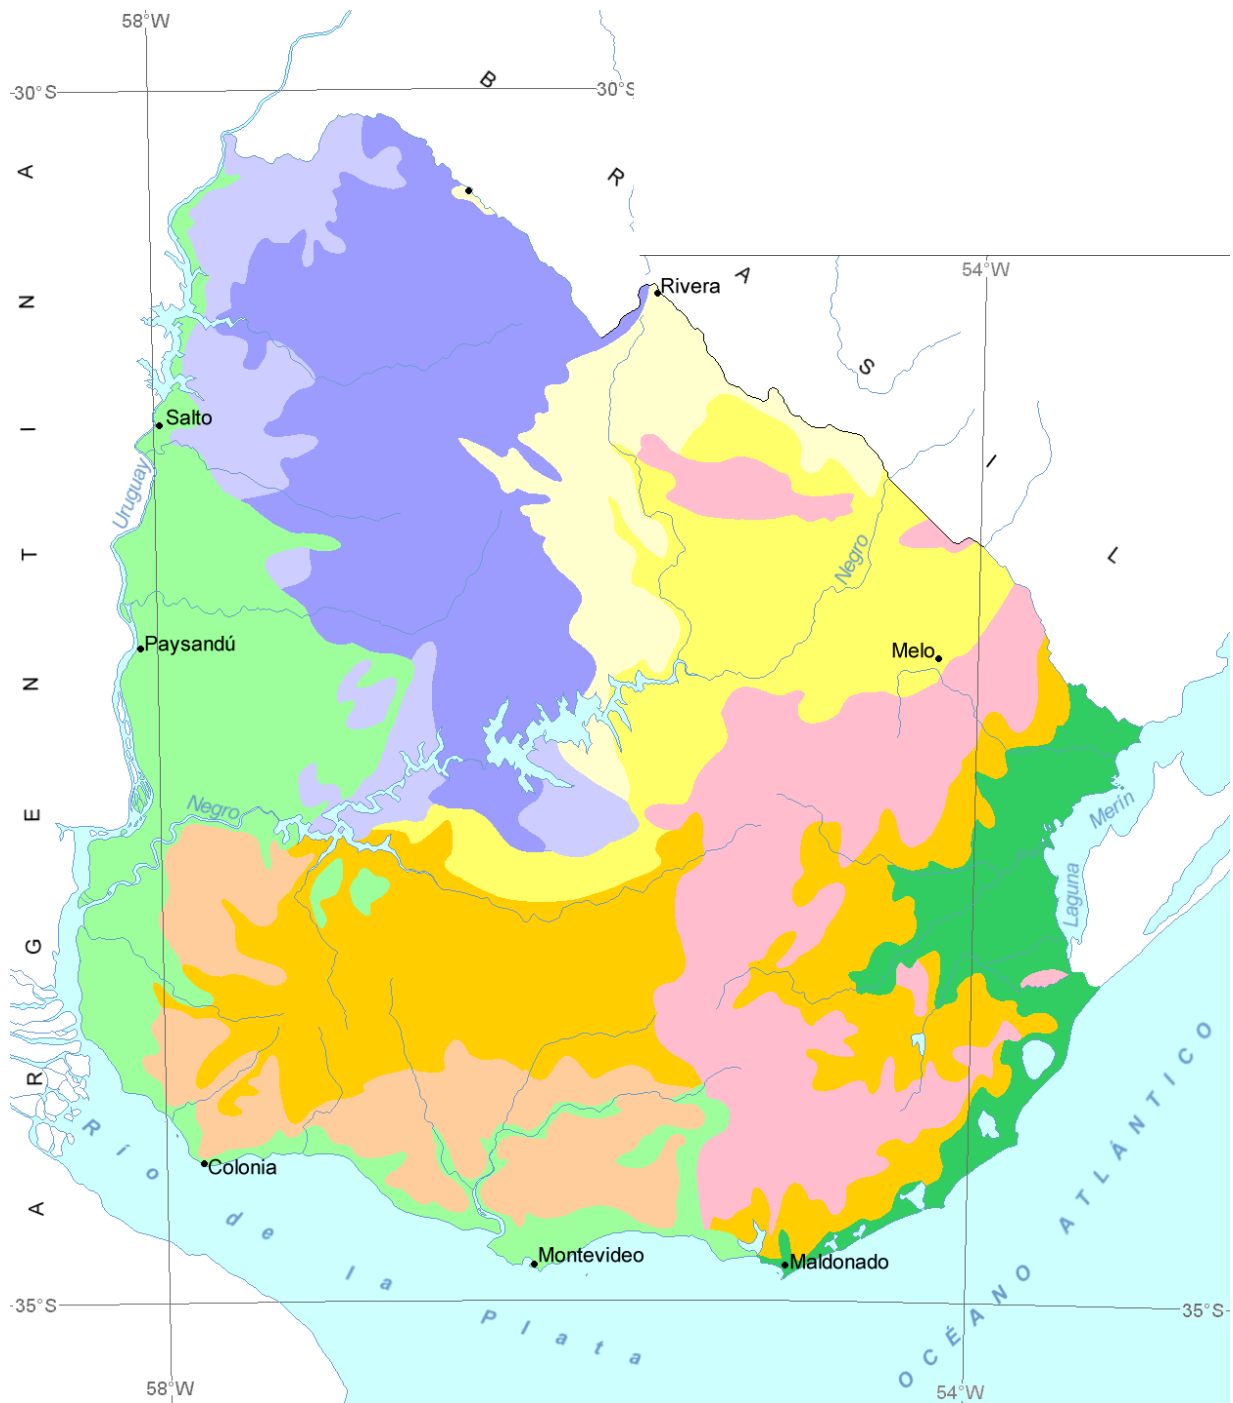 58°W
30°S
30°S
B R A S I L
54°W
Rivera
Salto
Uruguay
Negro
Melo
Paysandú
Negro
Laguna Merín
A R G E N T I N A
Colonia
Montevideo
Maldonado
Río de la Plata
OCÉANO ATLÁNTICO
35°S
35°S
58°W
54°W